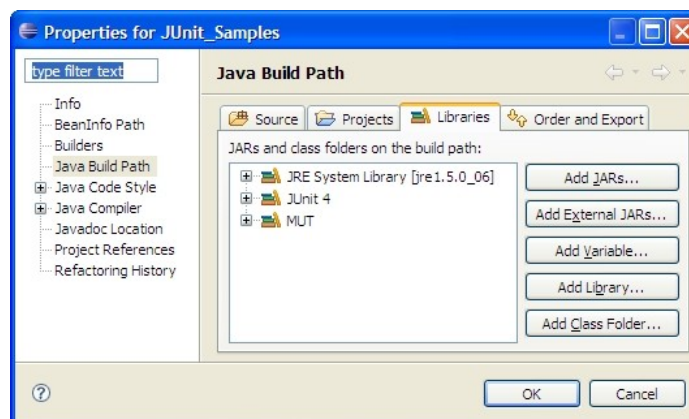 Properties for JUnit_Samples
type filter text
Info
BeanInfo Path
Builders
Java Build Path
Java Code Style
Java Compiler
Javadoc Location
Project References
Refactoring History
Java Build Path
Source Projects Libraries Order and Export
JARs and class folders on the build path:
JRE System Library [jre1.5.0_06]
JUnit 4
MUT
Add JARs...
Add External JARs...
Add Variable...
Add Library...
Add Class Folder...
?
OK Cancel